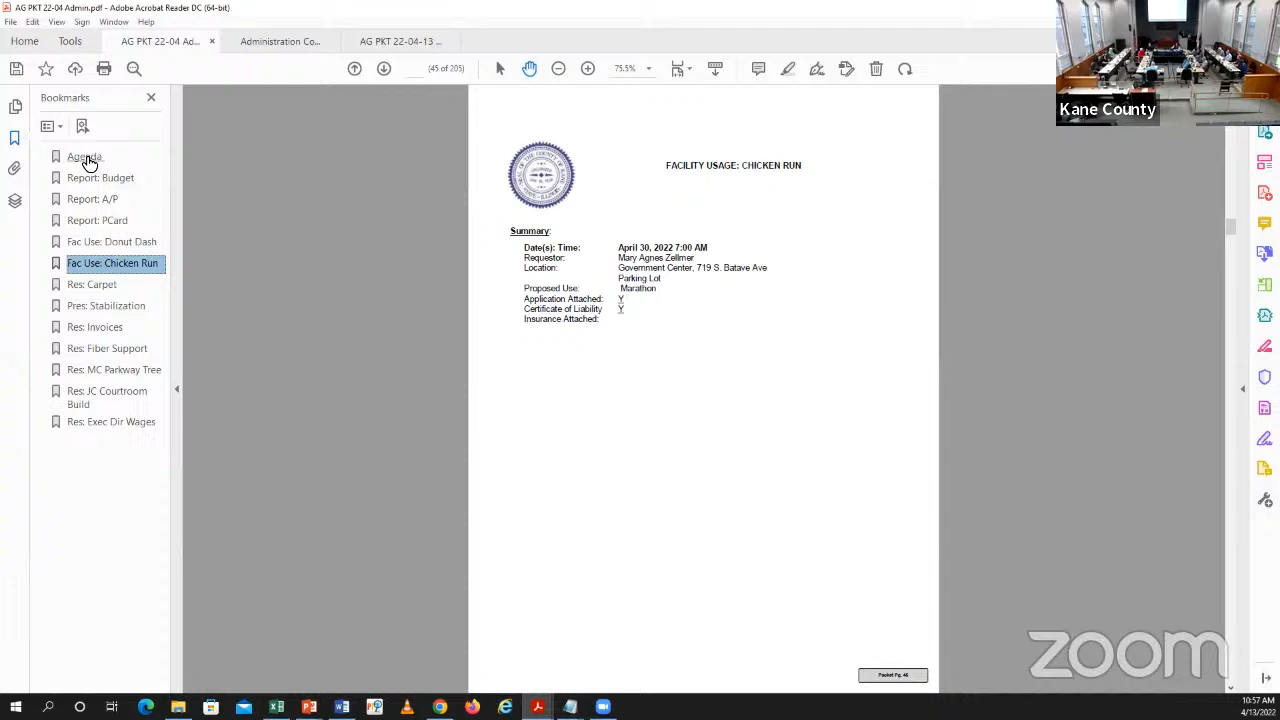 AG PKT 22-04 Admin.pdf - Adobe Acrobat Reader DC (64-bit)
File Edit View Sign Window Help
Home Tools AG PKT 22-04 Ad... × Administration Co... AG PKT 22-04-13 ...
(45 of 205) 75.5%
Kane County
Bookmarks
Agenda
Report: Budget
Report: A/P
Report: PCard
Fac Use: Donut Dash
Fac Use: Chicken Run
Res: Carpet
Pres: Stabilization
Res: Invoices
Res: Fiber Support
Res: MC Parkway Tree
Res: JC Courtroom
Build
Res: Exec Dir Wages
FACILITY USAGE: CHICKEN RUN
Summary:
Date(s): Time: April 30, 2022 7:00 AM
Requestor: Mary Agnes Zellmer
Location: Government Center, 719 S. Batave Ave
Parking Lot
Proposed Use: Marathon
Application Attached: Y
Certificate of Liability Y
Insurance Attached:
Packet Pg. 45
zoom
10:57 AM
4/13/2022